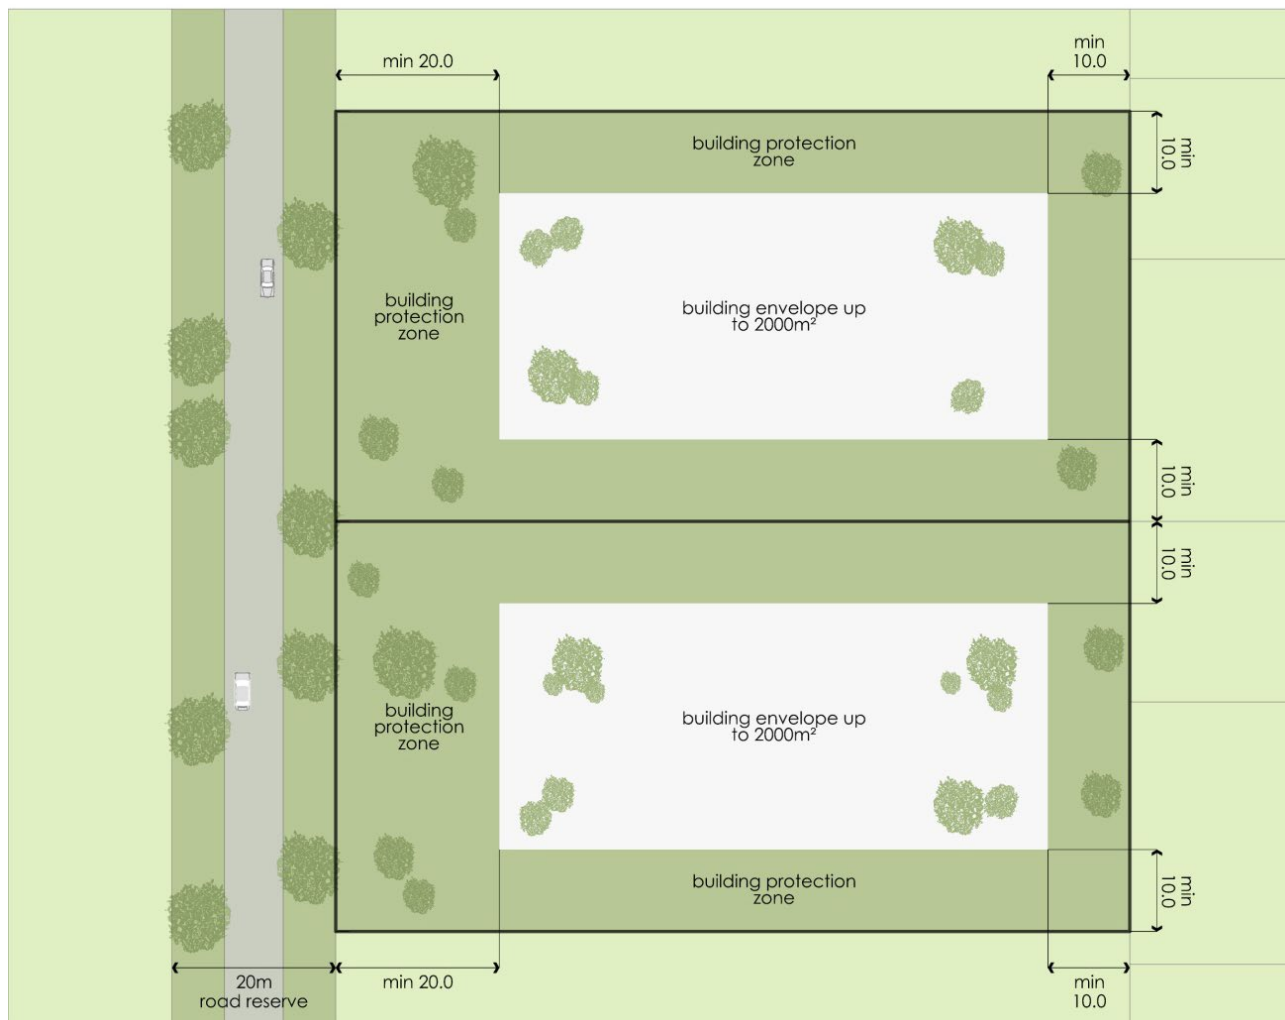 min
10.0
min 20.0
building protection
zone
min
10.0
building
protection
zone
building envelope up
to 2000m²
min
10.0
min
10.0
building
protection
zone
building envelope up
to 2000m²
building protection
zone
min
10.0
20m
road reserve
min 20.0
min
10.0